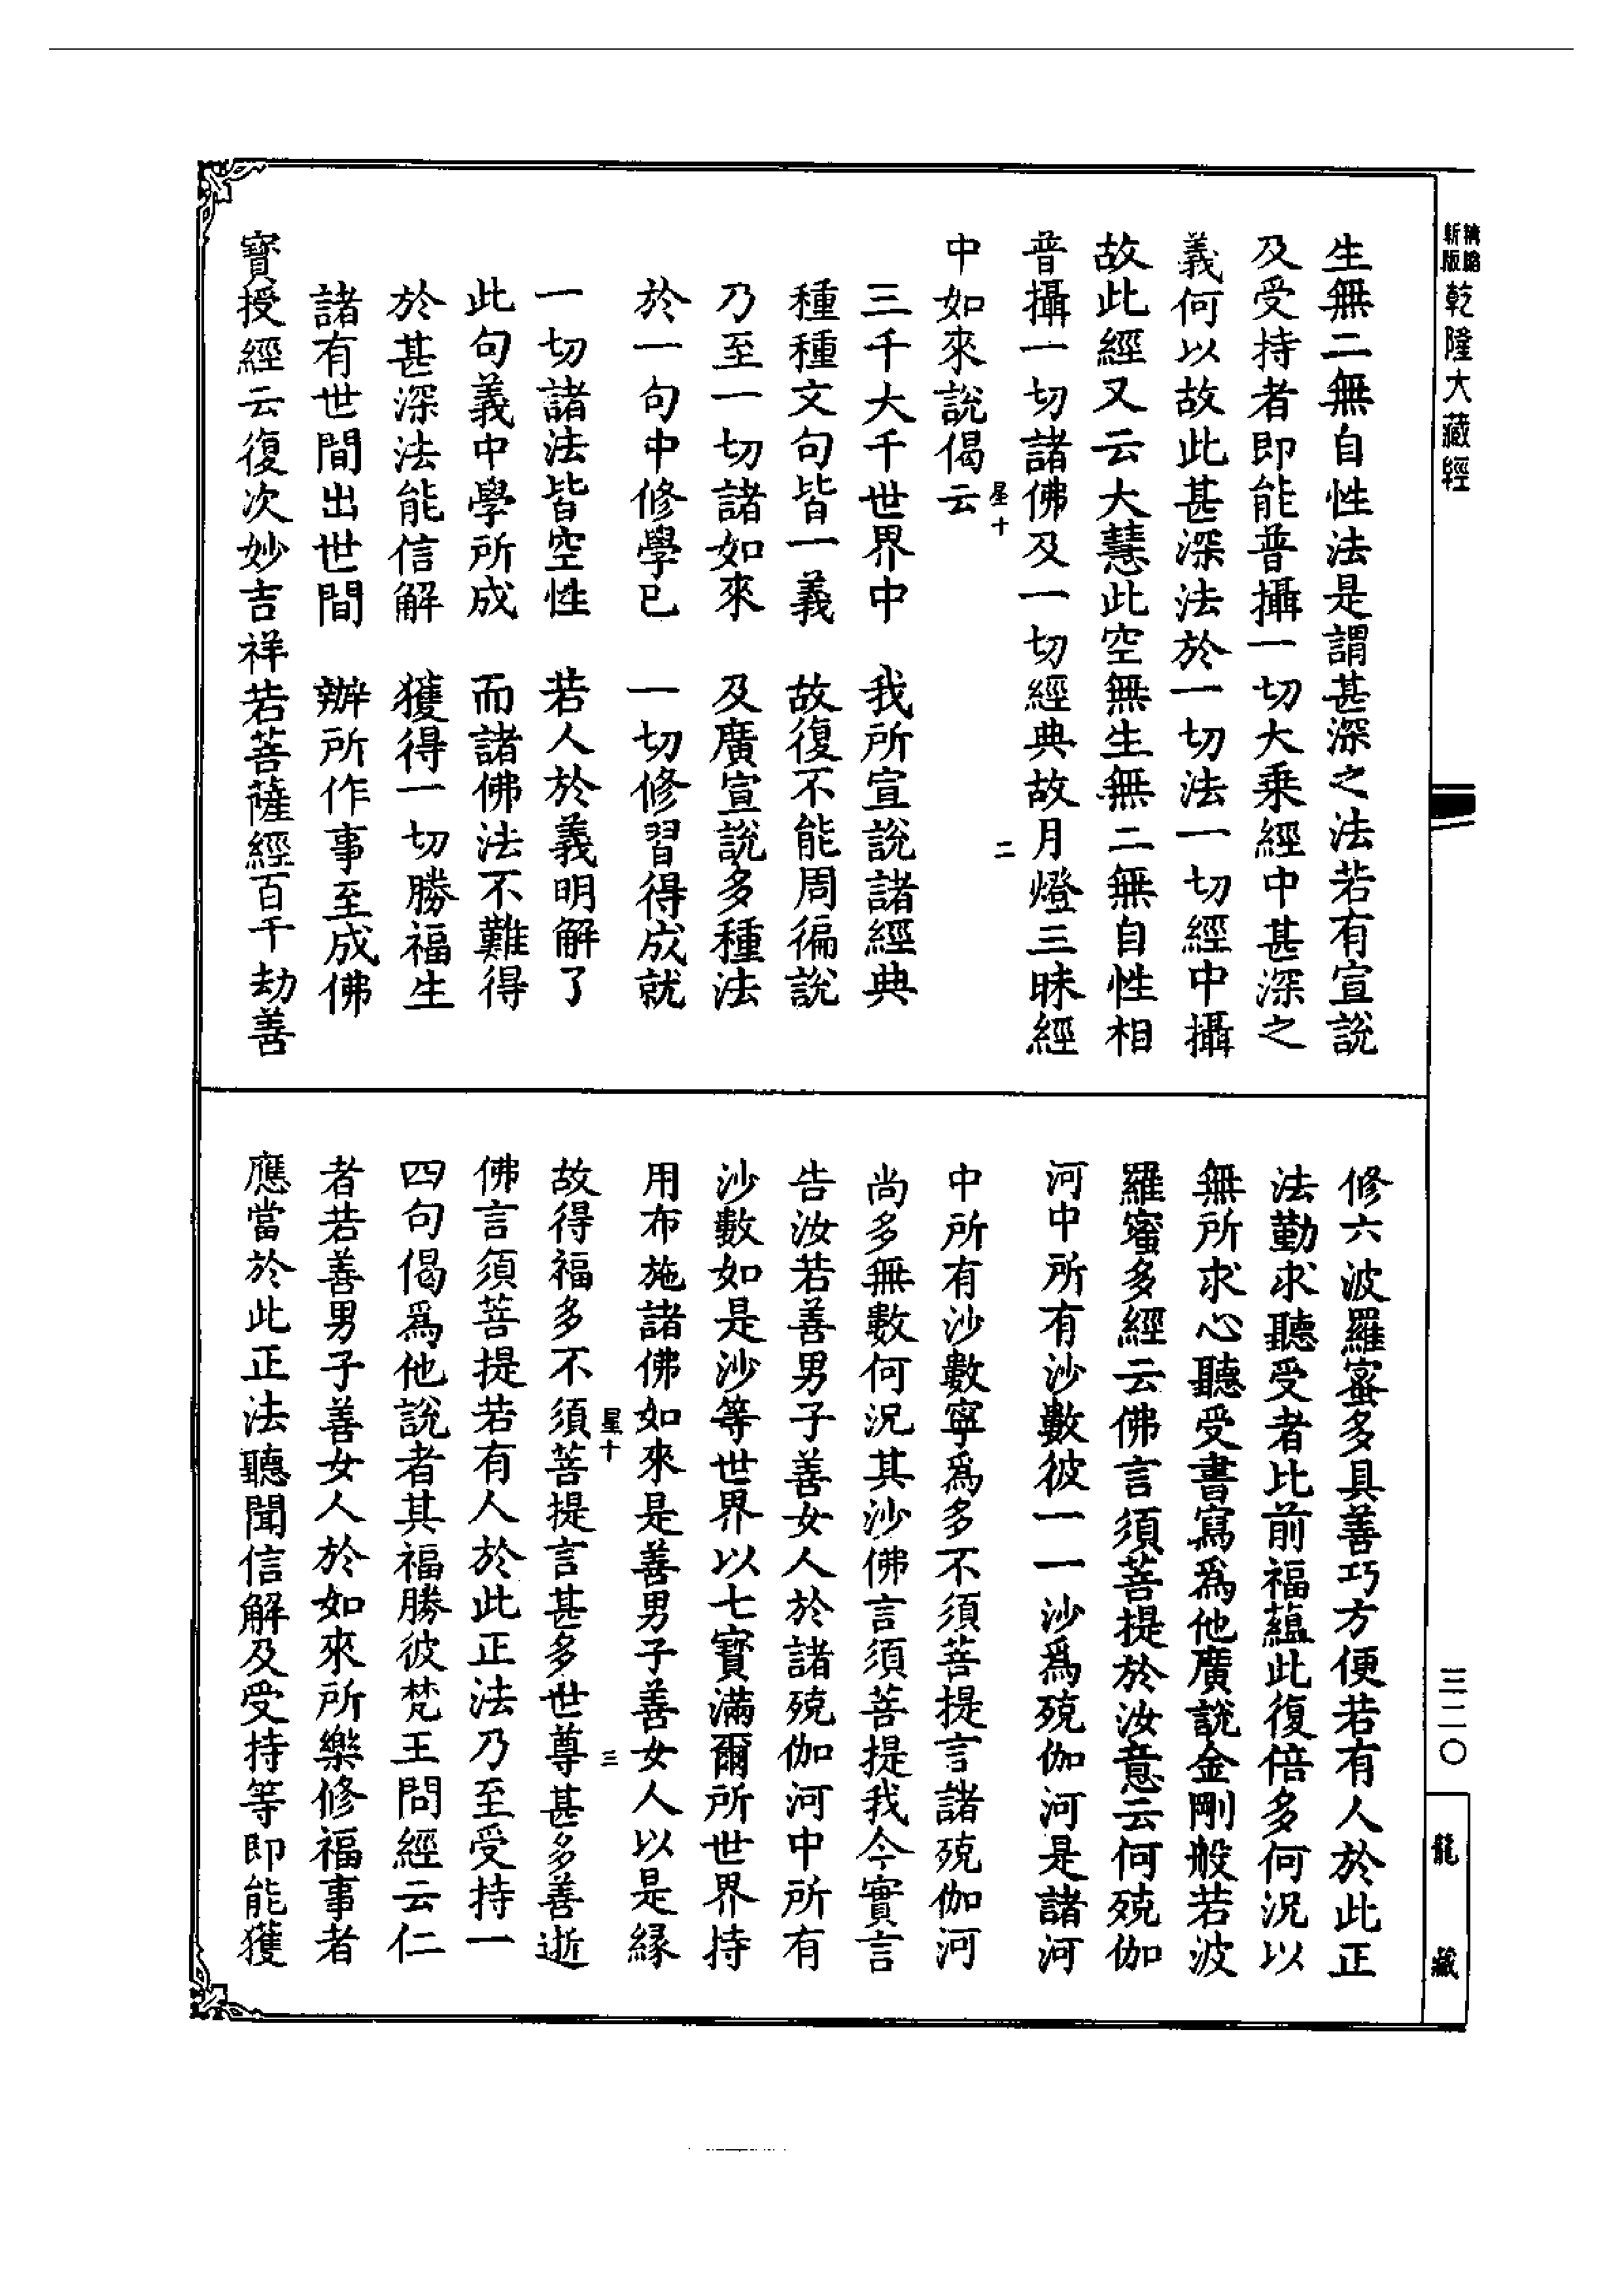 新版
乾隆大藏經
生無二無自性法是謂甚深之法若有宣說
及受持者即能普攝一切大乘經中甚深之
義何以故此甚深法於一切法一切經中攝
故此經又云大慧此空無生無二無自性相
普攝一切諸佛及一切經典故月燈三昧經
星十 二
中如來說偈云
三千大千世界中 我所宣說諸經典
種種文句皆一義 故復不能周徧說
乃至一切諸如來 及廣宣說多種法
於一句中修學已 一切修習得成就
一切諸法皆空性 若人於義明解了
此句義中學所成 而諸佛法不難得
於甚深法能信解 獲得一切勝福生
諸有世間出世間 辦所作事至成佛
寶授經云復次妙吉祥若菩薩經百千劫善
三二〇
龍藏
修六波羅蜜多具善巧方便若有人於此正
法勤求聽受者比前福蘊此復倍多何況以
無所求心聽受書寫爲他廣說金剛般若波
羅蜜多經云佛言須菩提於汝意云何殑伽
河中所有沙數彼一一沙爲殑伽河是諸河
中所有沙數寧爲多不須菩提言諸殑伽河
尚多無數何況其沙佛言須菩提我今實言
告汝若善男子善女人於諸殑伽河中所有
沙數如是沙等世界以七寶滿爾所世界持
用布施諸佛如來是善男子善女人以是緣
星十 三
故得福多不須菩提言甚多世尊甚多善逝
佛言須菩提若有人於此正法乃至受持一
四句偈爲他說者其福勝彼梵王問經云仁
者若善男子善女人於如來所樂修福事者
應當於此正法聽聞信解及受持等即能獲